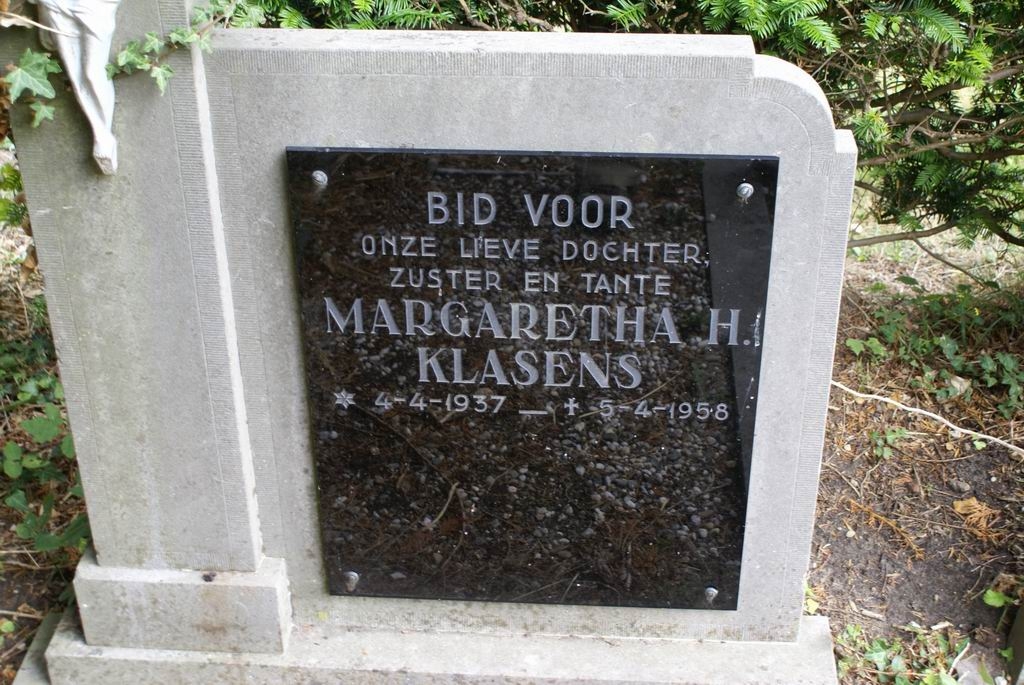 BID VOOR
ONZE LIEVE DOCHTER,
ZUSTER EN TANTE
MARGARETHA H.
KLASENS
* 4-4-1937 — ✝ 5-4-1958